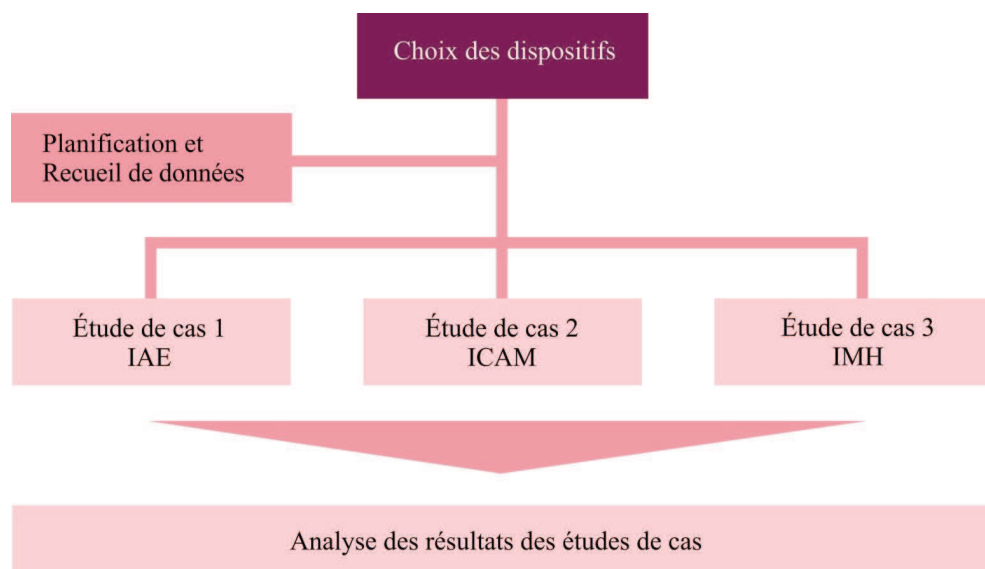 Choix des dispositifs
Planification et
Recueil de données
Étude de cas 1
IAE
Étude de cas 2
ICAM
Étude de cas 3
IMH
Analyse des résultats des études de cas